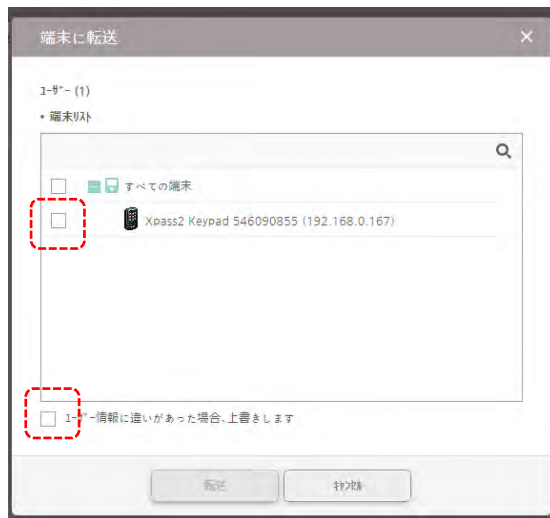 端末に転送
ﾕｰｻﾞｰ (1)
・端末ﾘｽﾄ
すべての端末
Xpass2 Keypad 546090855 (192.168.0.167)
ﾕｰｻﾞｰ情報に違いがあった場合､上書きします
転送
ｷｬﾝｾﾙ